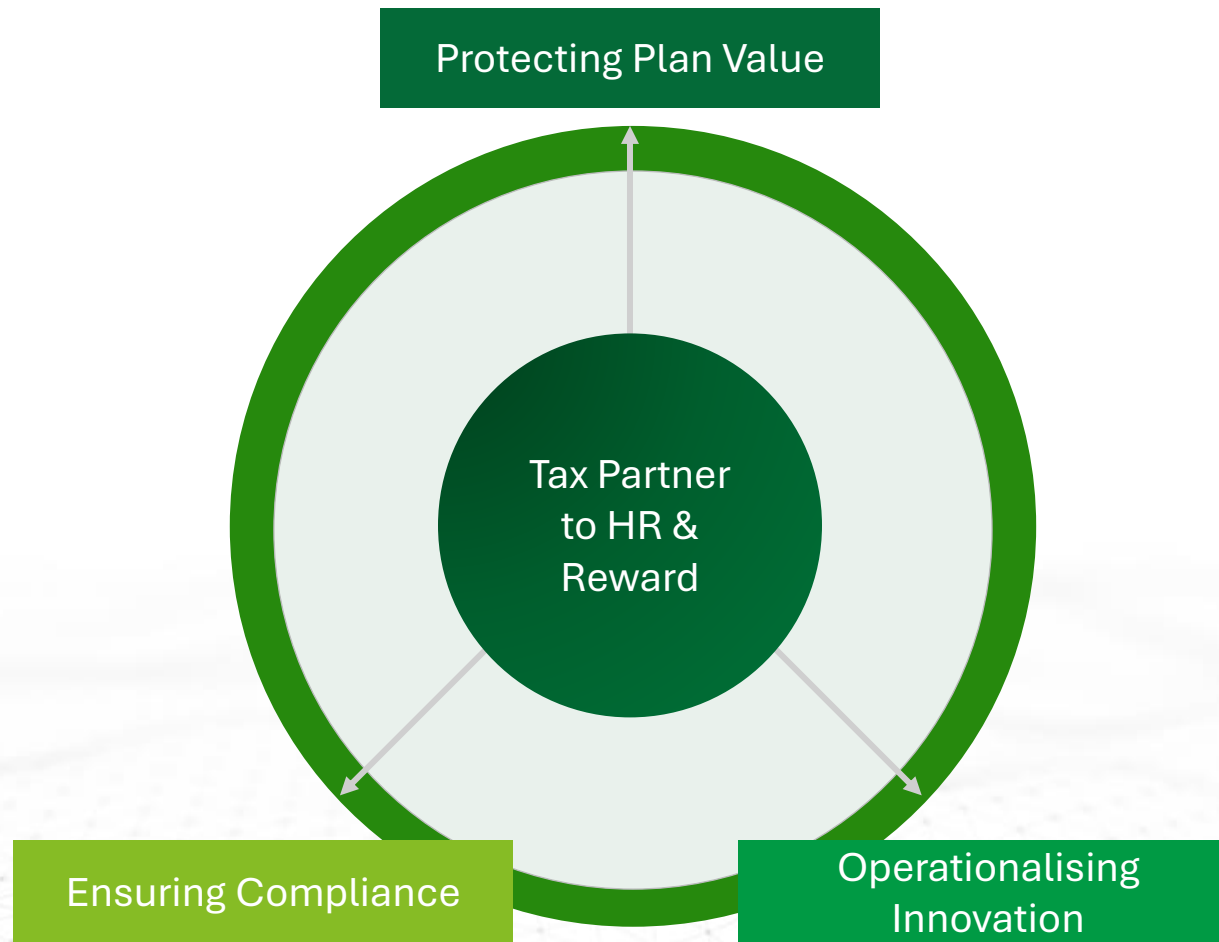 Protecting Plan Value
Tax Partner
to HR &
Reward
Ensuring Compliance
Operationalising
Innovation